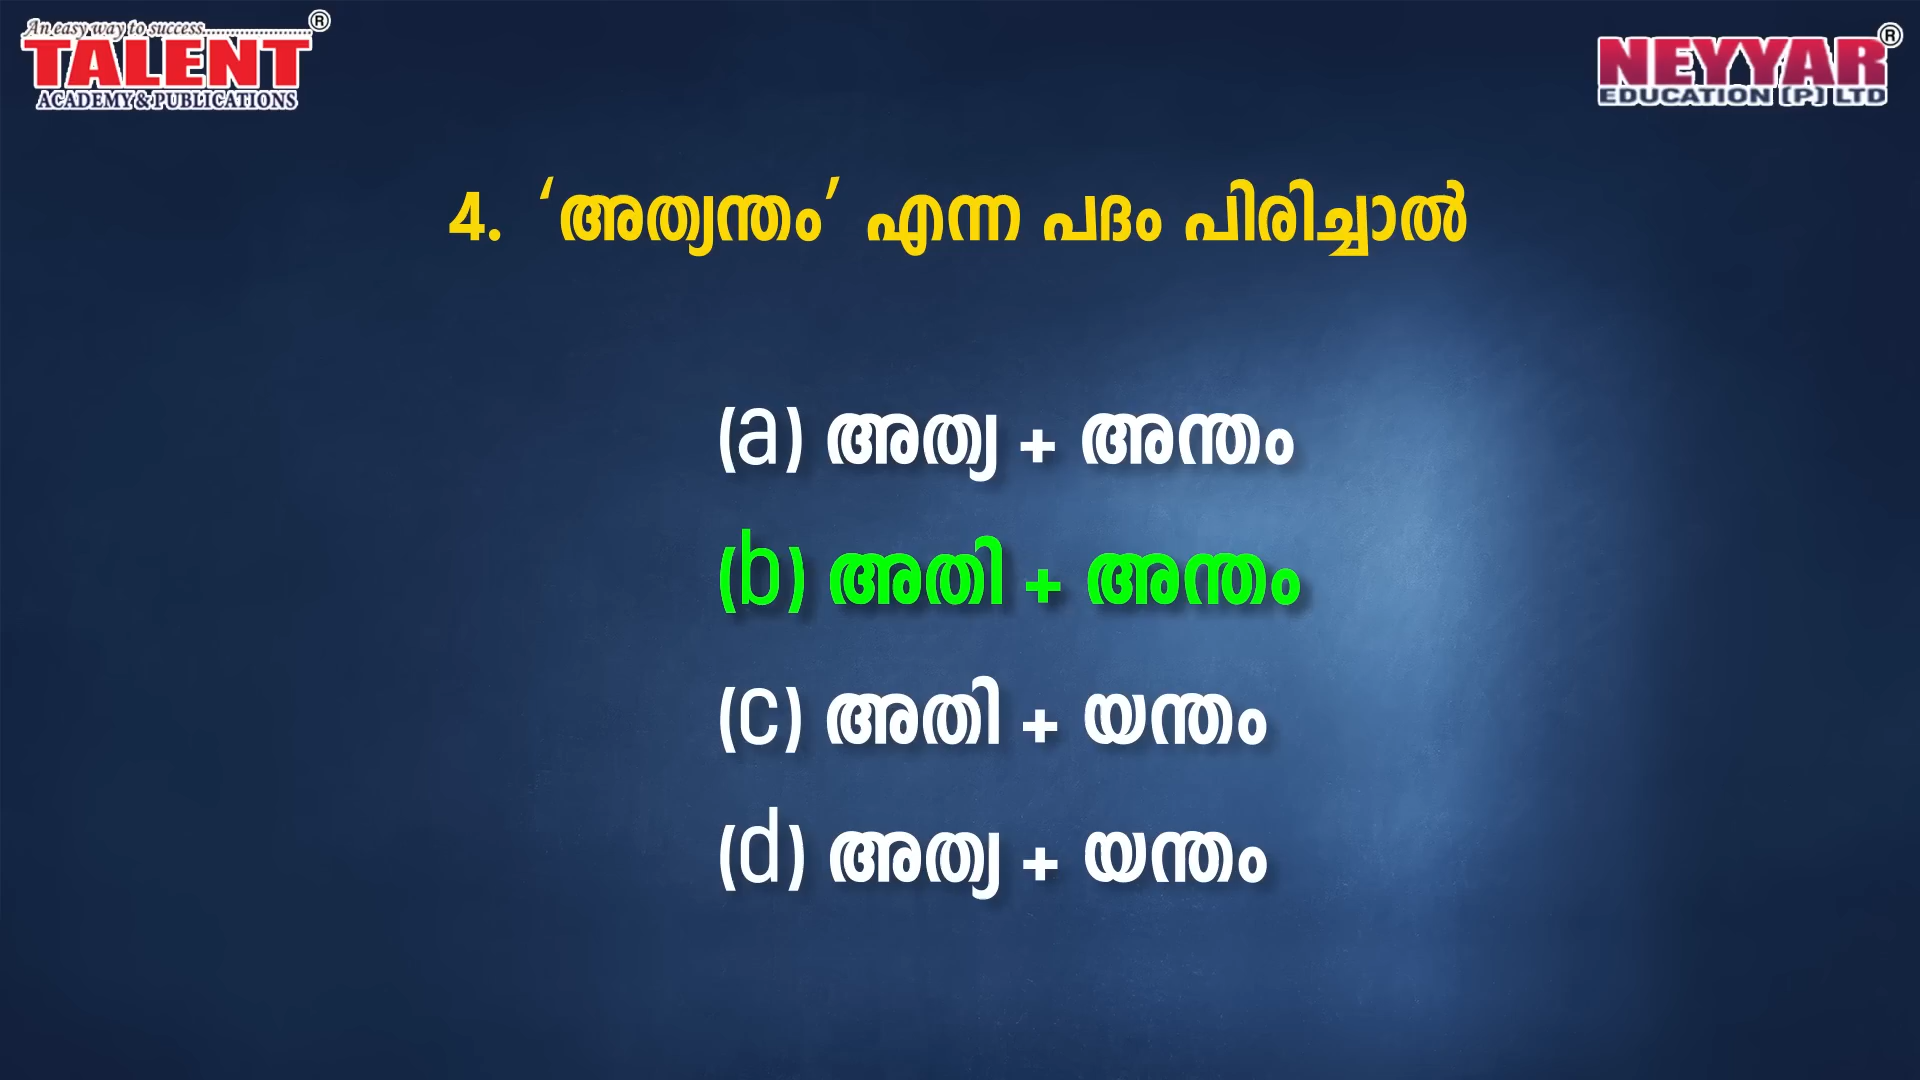 An easy way to success........................
TALENT®
ACADEMY & PUBLICATIONS
NEYYAR®
EDUCATION (P) LTD
4. ‘അത്യന്തം’ എന്ന പദം പിരിച്ചാൽ
(a) അത്യ + അന്തം
(b) അതി + അന്തം
(c) അതി + യന്തം
(d) അത്യ + യന്തം